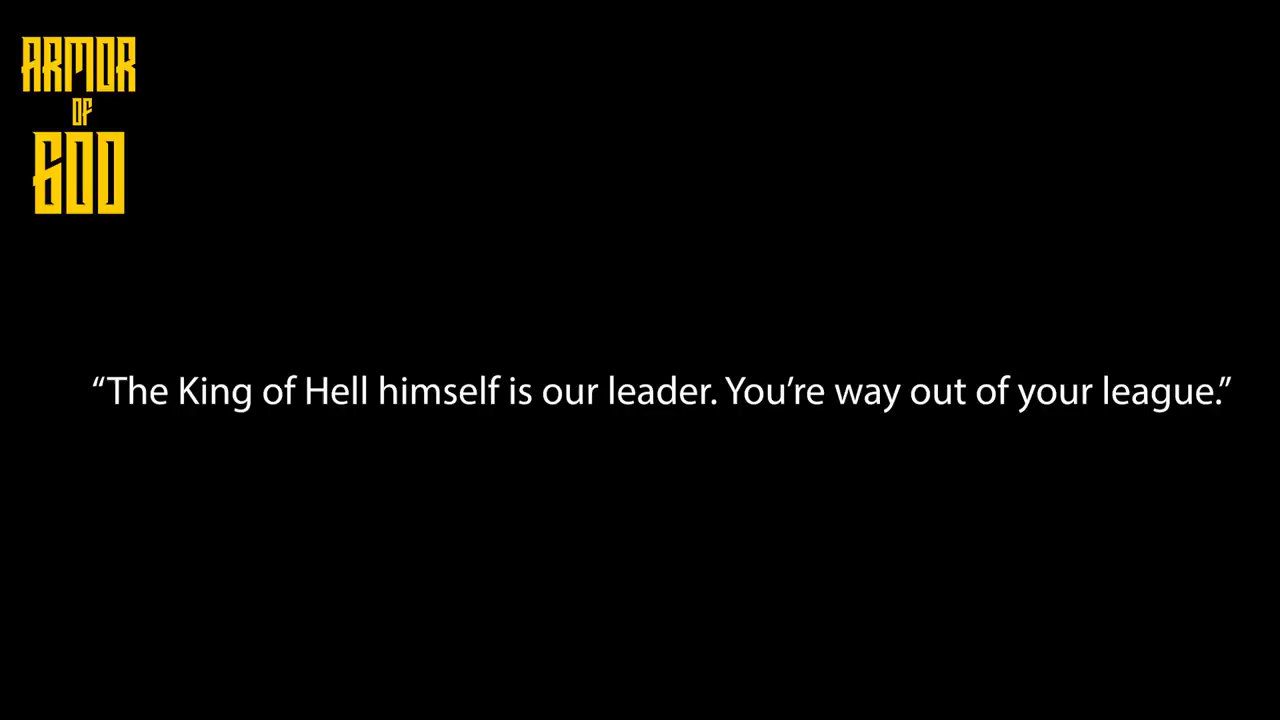 ARMOR
OF
GOD
“The King of Hell himself is our leader. You’re way out of your league.”